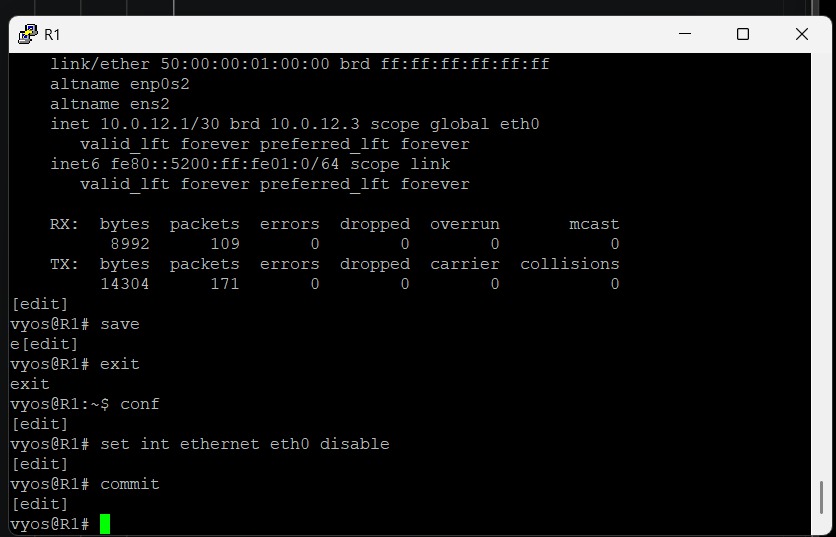 R1
link/ether 50:00:00:01:00:00 brd ff:ff:ff:ff:ff:ff
altname enp0s2
altname ens2
inet 10.0.12.1/30 brd 10.0.12.3 scope global eth0
valid_lft forever preferred_lft forever
inet6 fe80::5200:ff:fe01:0/64 scope link
valid_lft forever preferred_lft forever
RX: bytes packets errors dropped overrun mcast
8992 109 0 0 0 0
TX: bytes packets errors dropped carrier collisions
14304 171 0 0 0 0
[edit]
vyos@R1# save
e[edit]
vyos@R1# exit
exit
vyos@R1:~$ conf
[edit]
vyos@R1# set int ethernet eth0 disable
[edit]
vyos@R1# commit
[edit]
vyos@R1#